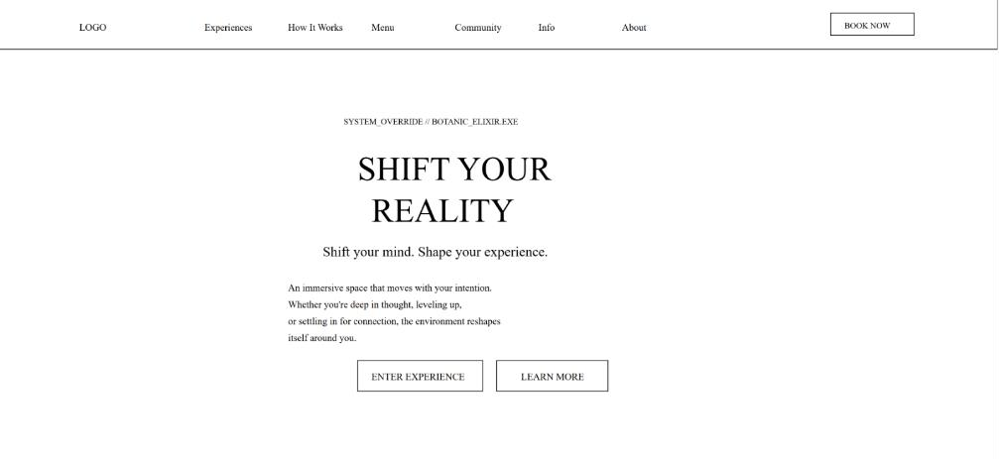 LOGO
Experiences
How It Works
Menu
Community
Info
About
BOOK NOW
SYSTEM_OVERRIDE // BOTANIC_ELIXIR.EXE
SHIFT YOUR
REALITY
Shift your mind. Shape your experience.
An immersive space that moves with your intention.
Whether you're deep in thought, leveling up,
or settling in for connection, the environment reshapes
itself around you.
ENTER EXPERIENCE
LEARN MORE